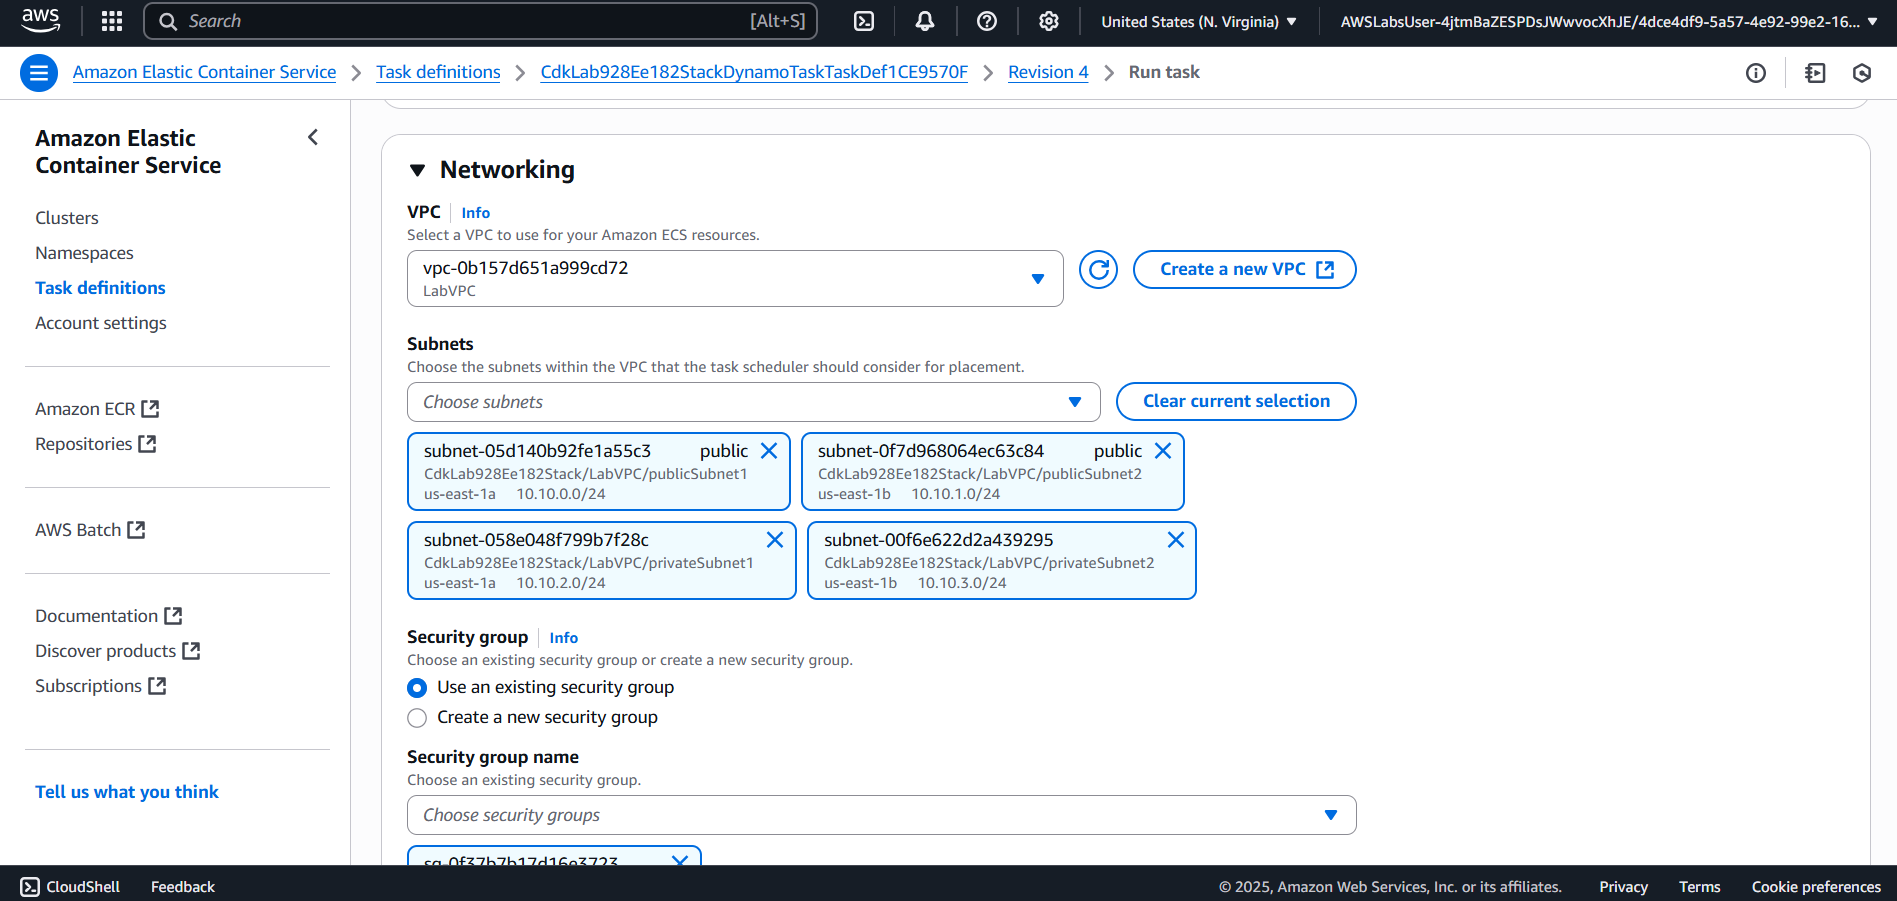 aws
Search
[Alt+S]
United States (N. Virginia)
AWSLabsUser-4jtmBaZESPDsJWwvocXhJE/4dce4df9-5a57-4e92-99e2-16...
Amazon Elastic Container Service
Task definitions
CdkLab928Ee182StackDynamoTaskTaskDef1CE9570F
Revision 4
Run task
Amazon Elastic
Container Service
Clusters
Namespaces
Task definitions
Account settings
Amazon ECR
Repositories
AWS Batch
Documentation
Discover products
Subscriptions
Tell us what you think
Networking
VPC
Info
Select a VPC to use for your Amazon ECS resources.
vpc-0b157d651a999cd72
LabVPC
Create a new VPC
Subnets
Choose the subnets within the VPC that the task scheduler should consider for placement.
Choose subnets
Clear current selection
subnet-05d140b92fe1a55c3 public
CdkLab928Ee182Stack/LabVPC/publicSubnet1
us-east-1a 10.10.0.0/24
subnet-0f7d968064ec63c84 public
CdkLab928Ee182Stack/LabVPC/publicSubnet2
us-east-1b 10.10.1.0/24
subnet-058e048f799b7f28c
CdkLab928Ee182Stack/LabVPC/privateSubnet1
us-east-1a 10.10.2.0/24
subnet-00f6e622d2a439295
CdkLab928Ee182Stack/LabVPC/privateSubnet2
us-east-1b 10.10.3.0/24
Security group
Info
Choose an existing security group or create a new security group.
Use an existing security group
Create a new security group
Security group name
Choose an existing security group.
Choose security groups
sg-0f37b7b17d16e3723
CloudShell
Feedback
© 2025, Amazon Web Services, Inc. or its affiliates.
Privacy
Terms
Cookie preferences